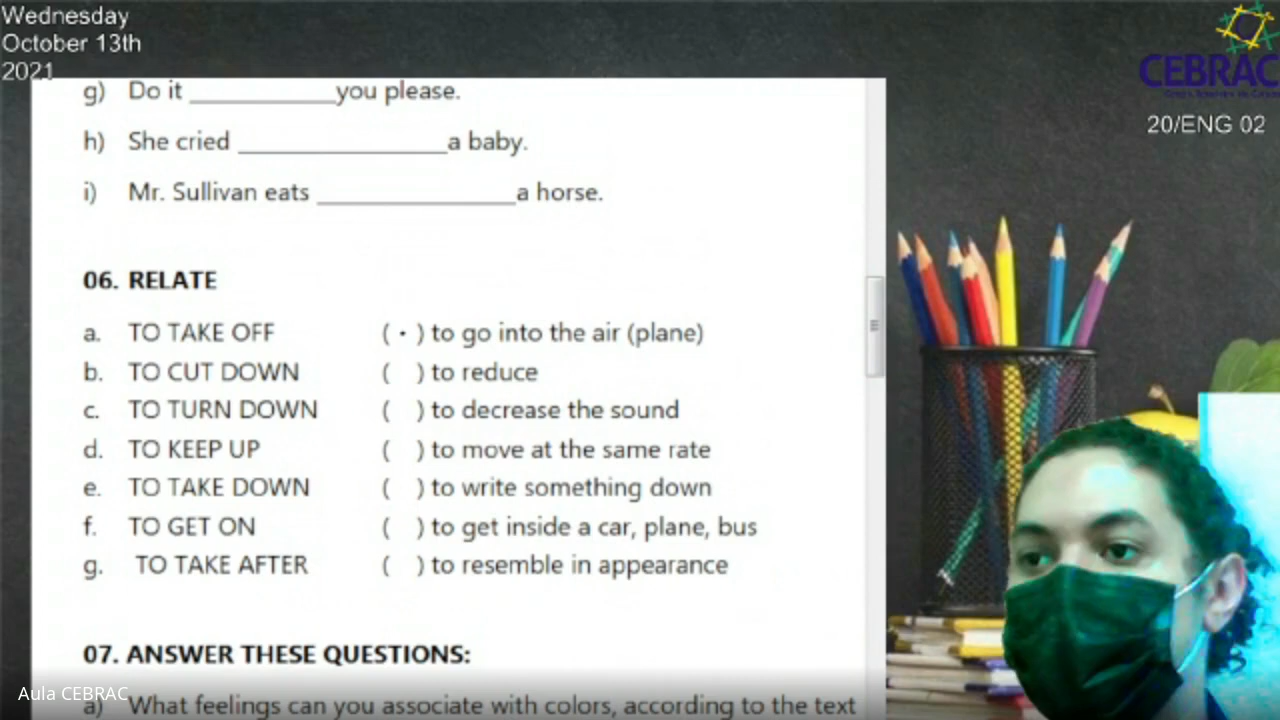 Wednesday
October 13th
2021
CEBRAC
20/ENG 02
g) Do it ____________you please.
h) She cried _________________a baby.
i) Mr. Sullivan eats ________________a horse.
06. RELATE
a. TO TAKE OFF ( · ) to go into the air (plane)
b. TO CUT DOWN ( ) to reduce
c. TO TURN DOWN ( ) to decrease the sound
d. TO KEEP UP ( ) to move at the same rate
e. TO TAKE DOWN ( ) to write something down
f. TO GET ON ( ) to get inside a car, plane, bus
g. TO TAKE AFTER ( ) to resemble in appearance
07. ANSWER THESE QUESTIONS:
a) What feelings can you associate with colors, according to the text
Aula CEBRAC